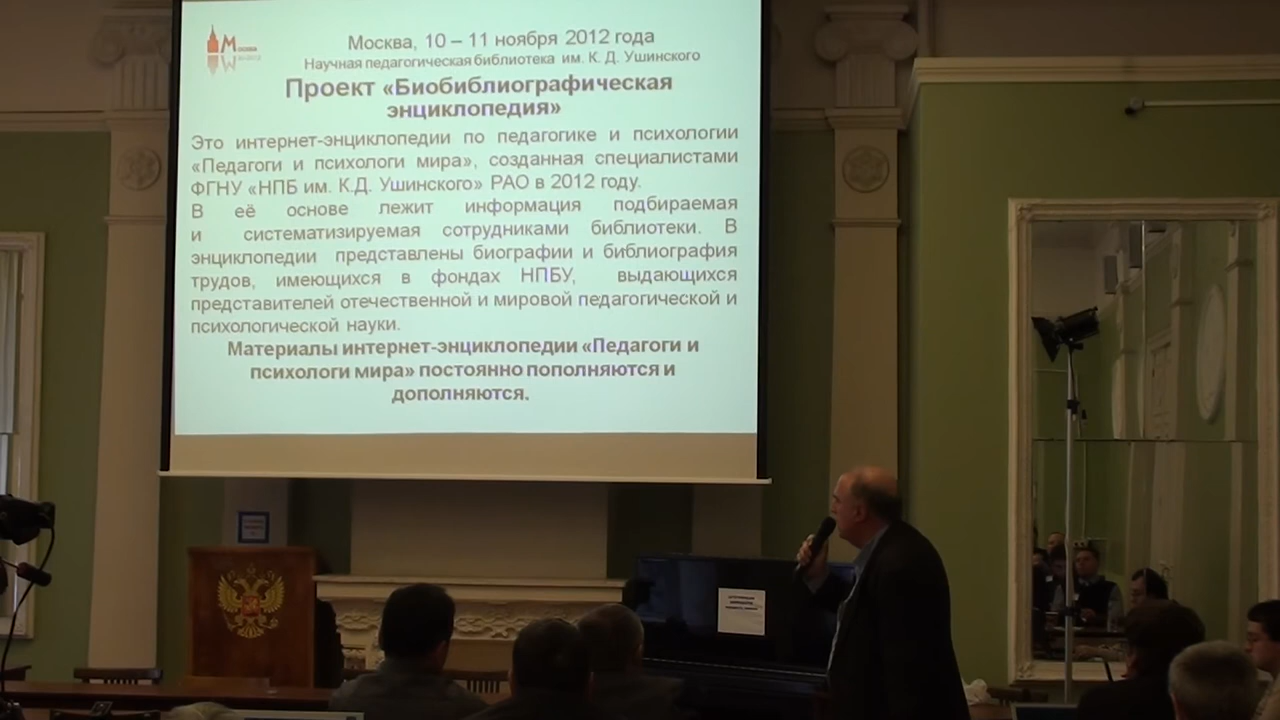 Москва, 10 – 11 ноября 2012 года
Научная педагогическая библиотека им. К. Д. Ушинского
Проект «Биобиблиографическая
энциклопедия»
Это интернет-энциклопедии по педагогике и психологии
«Педагоги и психологи мира», созданная специалистами
ФГНУ «НПБ им. К.Д. Ушинского» РАО в 2012 году.
В её основе лежит информация подбираемая
и систематизируемая сотрудниками библиотеки. В
энциклопедии представлены биографии и библиография
трудов, имеющихся в фондах НПБУ, выдающихся
представителей отечественной и мировой педагогической и
психологической науки.
Материалы интернет-энциклопедии «Педагоги и
психологи мира» постоянно пополняются и
дополняются.